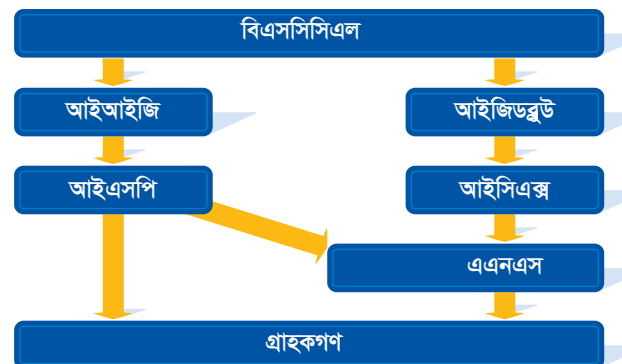 বিএসসিসিএল
আইআইজি
আইজিডব্লুউ
আইএসপি
আইসিএক্স
এএনএস
গ্রাহকগণ